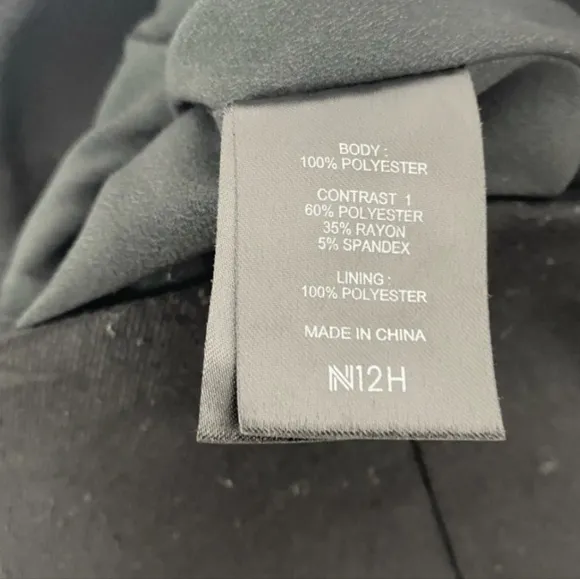 BODY :
100% POLYESTER
CONTRAST 1
60% POLYESTER
35% RAYON
5% SPANDEX
LINING :
100% POLYESTER
MADE IN CHINA
N12H